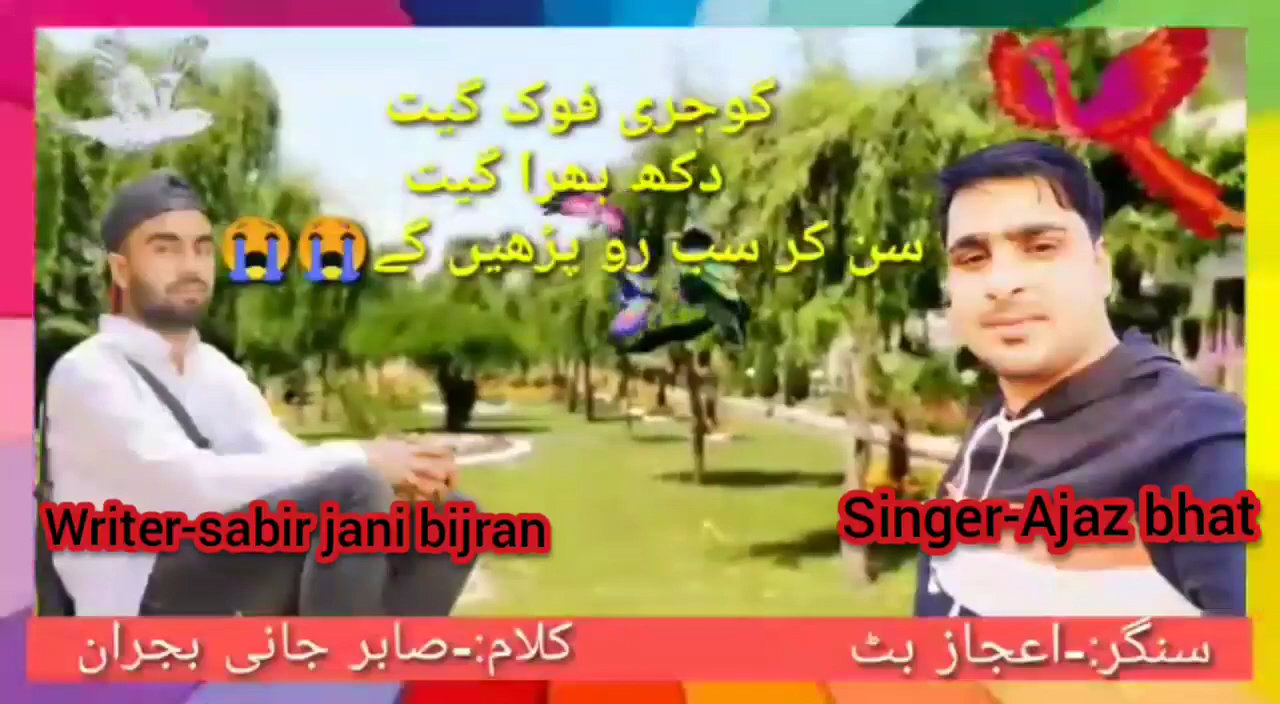 گوجری فوک گیت
دکھ بھرا گیت
سن کر سب رو پڑھیں گے😭😭
Writer-sabir jani bijran
Singer-Ajaz bhat
سنگر:-اعجاز بٹ
کلام:-صابر جانی بجران